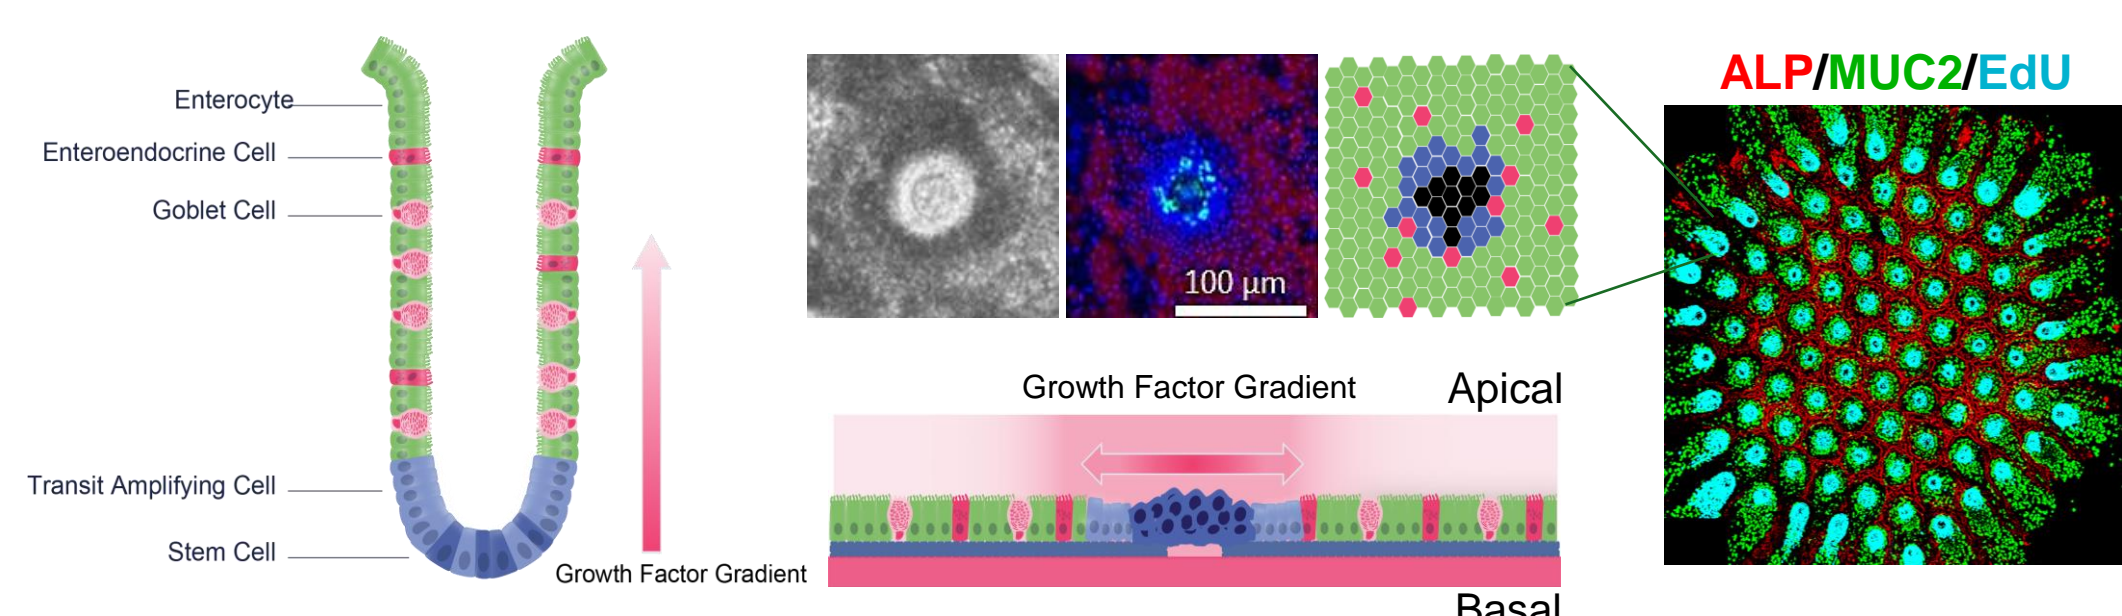 Enterocyte
Enteroendocrine Cell
Goblet Cell
Transit Amplifying Cell
Stem Cell
Growth Factor Gradient
100 µm
Growth Factor Gradient
Apical
Basal
ALP/MUC2/EdU